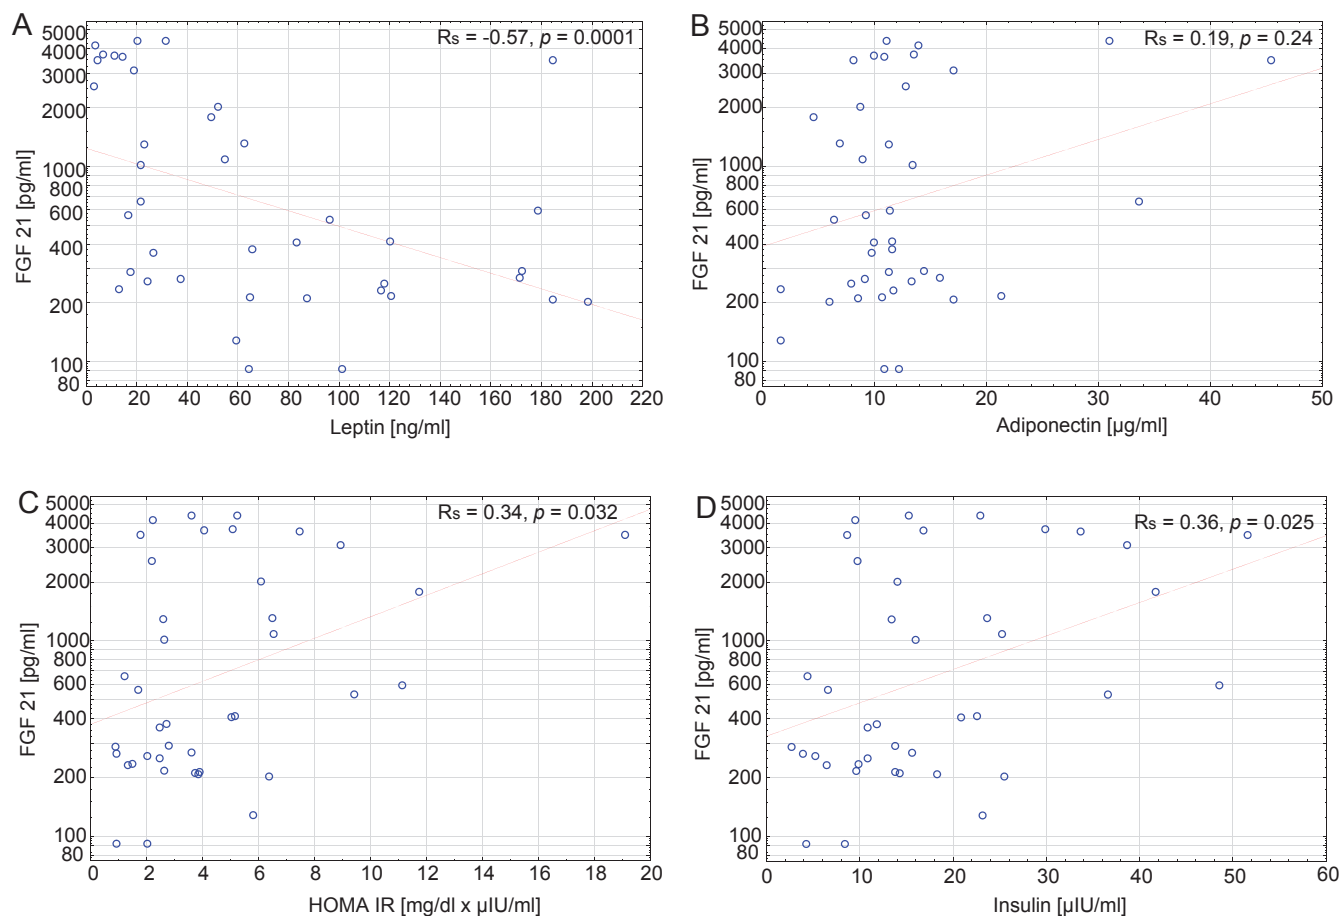 A
Rs = -0.57, p = 0.0001
5000
4000
3000
2000
1000
800
600
400
200
100
80
FGF 21 [pg/ml]
0 20 40 60 80 100 120 140 160 180 200 220
Leptin [ng/ml]
B
Rs = 0.19, p = 0.24
5000
4000
3000
2000
1000
800
600
400
200
100
80
FGF 21 [pg/ml]
0 10 20 30 40 50
Adiponectin [µg/ml]
C
Rs = 0.34, p = 0.032
5000
4000
3000
2000
1000
800
600
400
200
100
80
FGF 21 [pg/ml]
0 2 4 6 8 10 12 14 16 18 20
HOMA IR [mg/dl x µIU/ml]
D
Rs = 0.36, p = 0.025
5000
4000
3000
2000
1000
800
600
400
200
100
80
FGF 21 [pg/ml]
0 10 20 30 40 50 60
Insulin [µIU/ml]